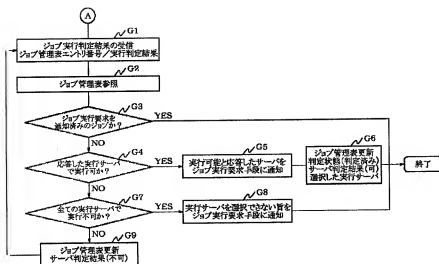 A
G1
ジョブ実行判定結果の受信
ジョブ管理表エントリ番号/実行判定結果
G2
ジョブ管理表参照
G3
ジョブ実行要求を
通知済みのジョブか?
YES
NO
G4
応答した実行サーバ
で実行可か?
YES
G5
実行可能と応答したサーバを
ジョブ実行要求手段に通知
G6
ジョブ管理表更新
判定状態(判定済み)
サーバ判定結果(可)
選択した実行サーバ
終了
NO
G7
全ての実行サーバで
実行不可か?
YES
G8
実行サーバを選択できない旨を
ジョブ実行要求手段に通知
NO
G9
ジョブ管理表更新
サーバ判定結果(不可)